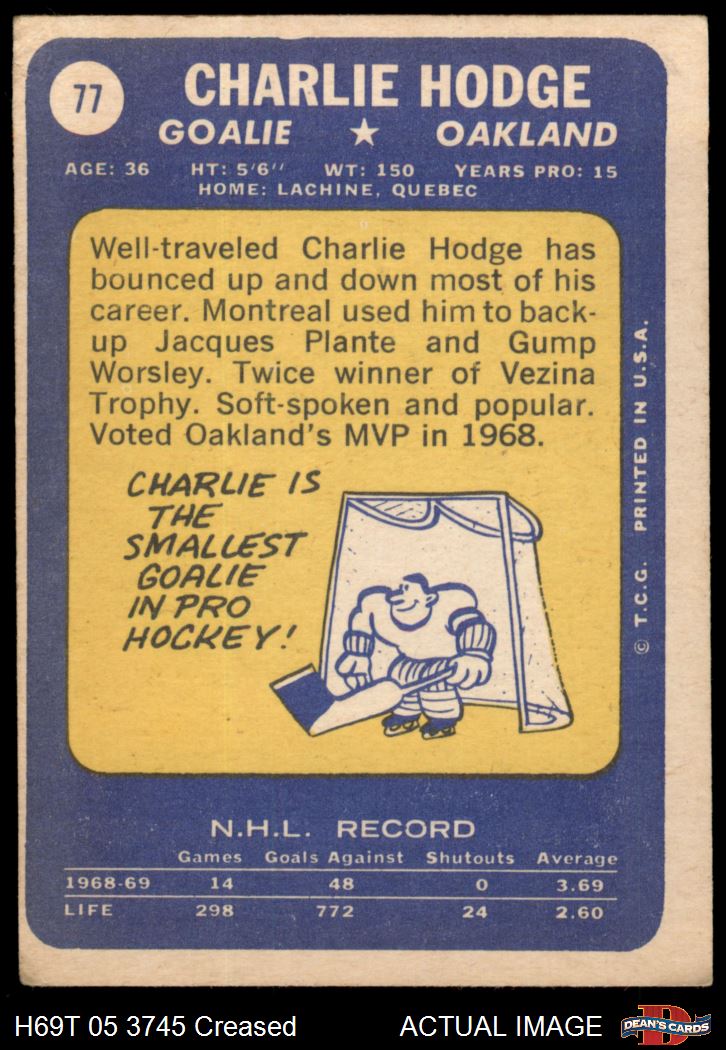 77
CHARLIE HODGE
GOALIE ★ OAKLAND
AGE: 36 HT: 5'6'' WT: 150 YEARS PRO: 15
HOME: LACHINE, QUEBEC
Well-traveled Charlie Hodge has
bounced up and down most of his
career. Montreal used him to back-
up Jacques Plante and Gump
Worsley. Twice winner of Vezina
Trophy. Soft-spoken and popular.
Voted Oakland's MVP in 1968.
CHARLIE IS
THE
SMALLEST
GOALIE
IN PRO
HOCKEY!
© T.C.G. PRINTED IN U.S.A.
N.H.L. RECORD
Games Goals Against Shutouts Average
1968-69 14 48 0 3.69
LIFE 298 772 24 2.60
H69T 05 3745 Creased ACTUAL IMAGE
D
DEAN'S CARDS